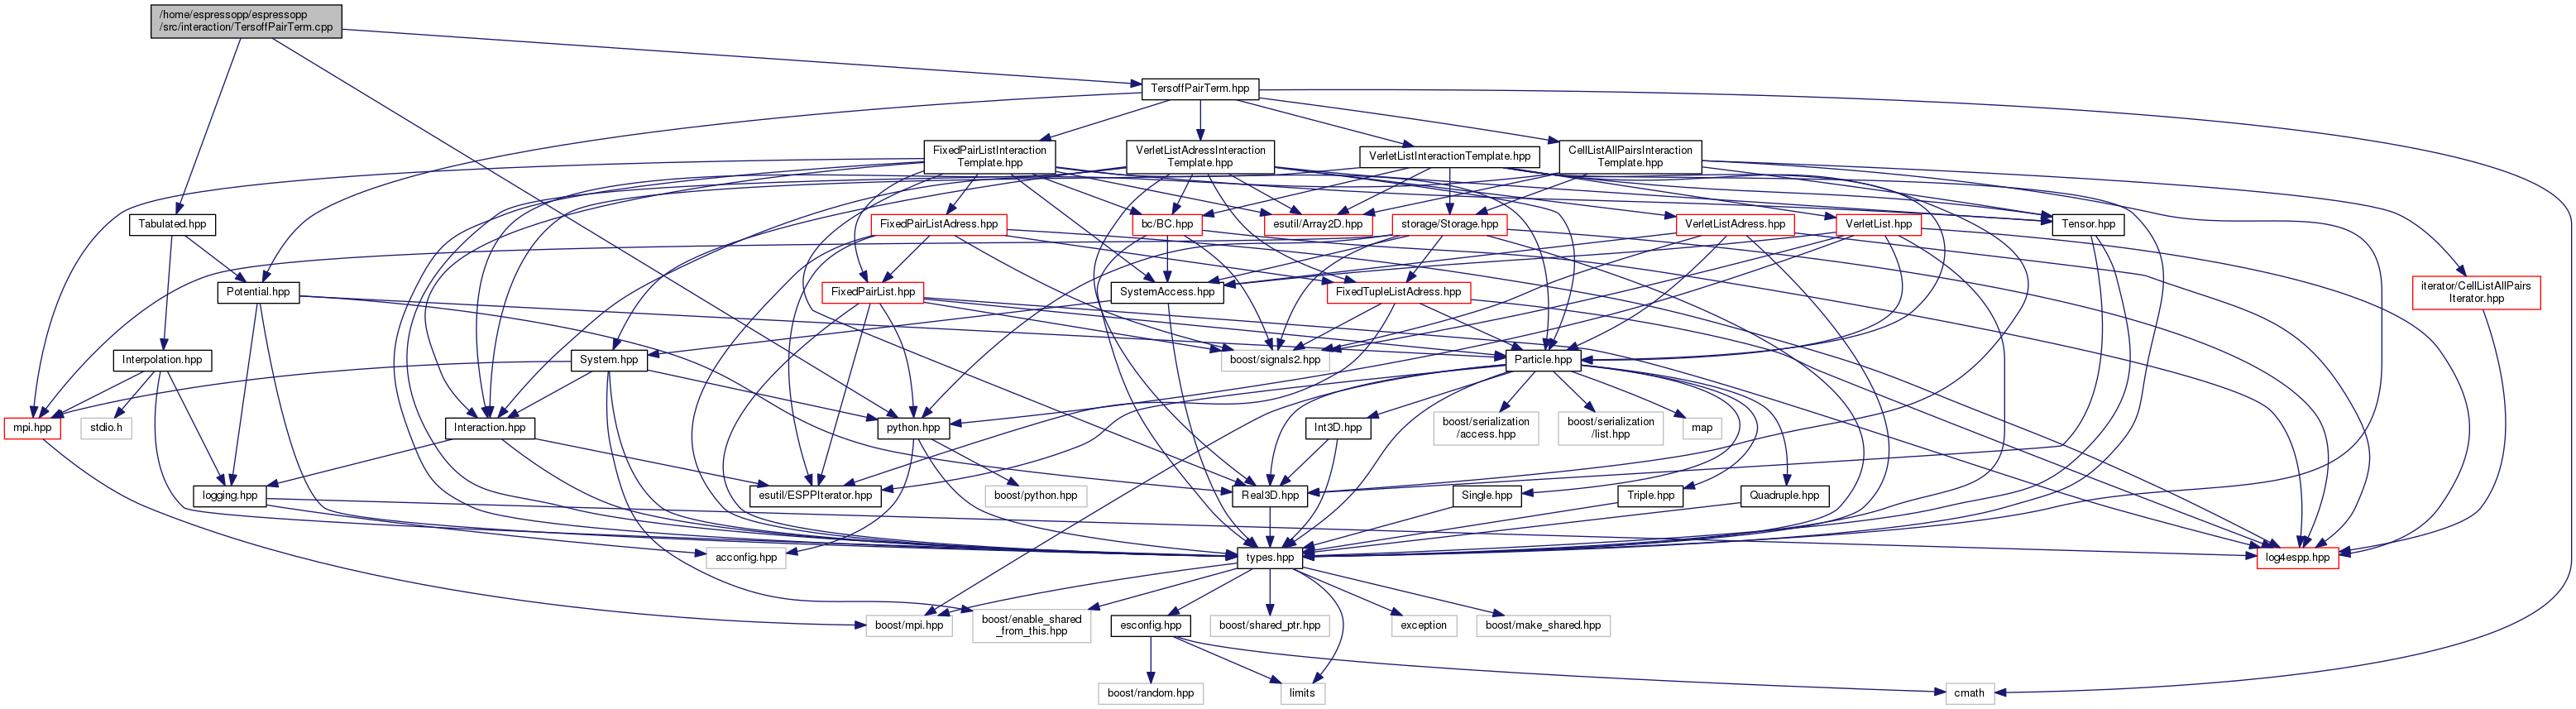 /home/espressopp/espressopp
/src/interaction/TersoffPairTerm.cpp
TersoffPairTerm.hpp
FixedPairListInteraction
Template.hpp
VerletListAdressInteraction
Template.hpp
VerletListInteractionTemplate.hpp
CellListAllPairsInteraction
Template.hpp
Tabulated.hpp
FixedPairListAdress.hpp
bc/BC.hpp
esutil/Array2D.hpp
storage/Storage.hpp
VerletListAdress.hpp
VerletList.hpp
Tensor.hpp
Potential.hpp
FixedPairList.hpp
SystemAccess.hpp
FixedTupleListAdress.hpp
iterator/CellListAllPairs
Iterator.hpp
Interpolation.hpp
System.hpp
boost/signals2.hpp
Particle.hpp
mpi.hpp
stdio.h
Interaction.hpp
python.hpp
Int3D.hpp
boost/serialization
/access.hpp
boost/serialization
/list.hpp
map
logging.hpp
esutil/ESPPIterator.hpp
boost/python.hpp
Real3D.hpp
Single.hpp
Triple.hpp
Quadruple.hpp
acconfig.hpp
types.hpp
log4espp.hpp
boost/mpi.hpp
boost/enable_shared
_from_this.hpp
esconfig.hpp
boost/shared_ptr.hpp
exception
boost/make_shared.hpp
boost/random.hpp
limits
cmath